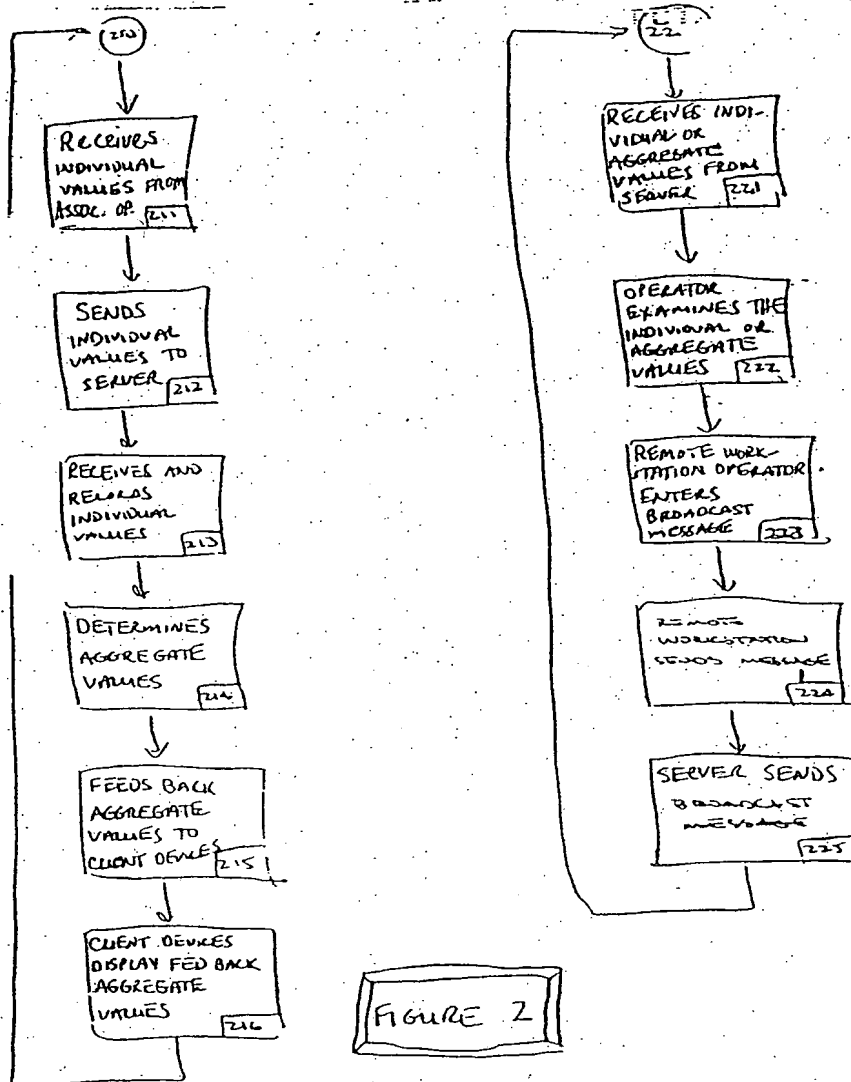 RECEIVES
INDIVIDUAL
VALUES FROM
ASSOC. OP.
211
SENDS
INDIVIDUAL
VALUES TO
SERVER
212
RECEIVES AND
RECORDS
INDIVIDUAL
VALUES
213
DETERMINES
AGGREGATE
VALUES
214
FEEDS BACK
AGGREGATE
VALUES TO
CLIENT DEVICES
215
CLIENT DEVICES
DISPLAY FED BACK
AGGREGATE
VALUES
216
22
RECEIVES INDI-
VIDUAL OR
AGGREGATE
VALUES FROM
SERVER
221
OPERATOR
EXAMINES THE
INDIVIDUAL OR
AGGREGATE
VALUES
222
REMOTE WORK-
STATION OPERATOR
ENTERS
BROADCAST
MESSAGE
223
REMOTE
WORKSTATION
SENDS MESSAGE
224
SERVER SENDS
BROADCAST
MESSAGE
225
FIGURE 2